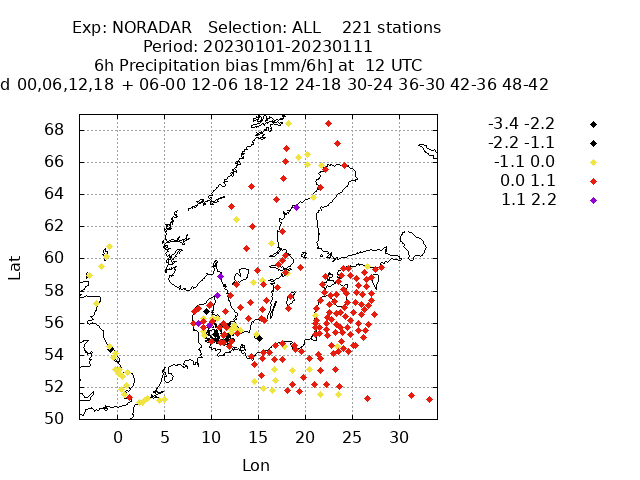 Exp: NORADAR   Selection: ALL    221 stations
Period: 20230101-20230111
6h Precipitation bias [mm/6h] at  12 UTC
d 00,06,12,18 + 06-00 12-06 18-12 24-18 30-24 36-30 42-36 48-42
-3.4 -2.2
-2.2 -1.1
-1.1 0.0
0.0 1.1
1.1 2.2
68
66
64
62
60
58
56
54
52
50
Lat
0 5 10 15 20 25 30
Lon